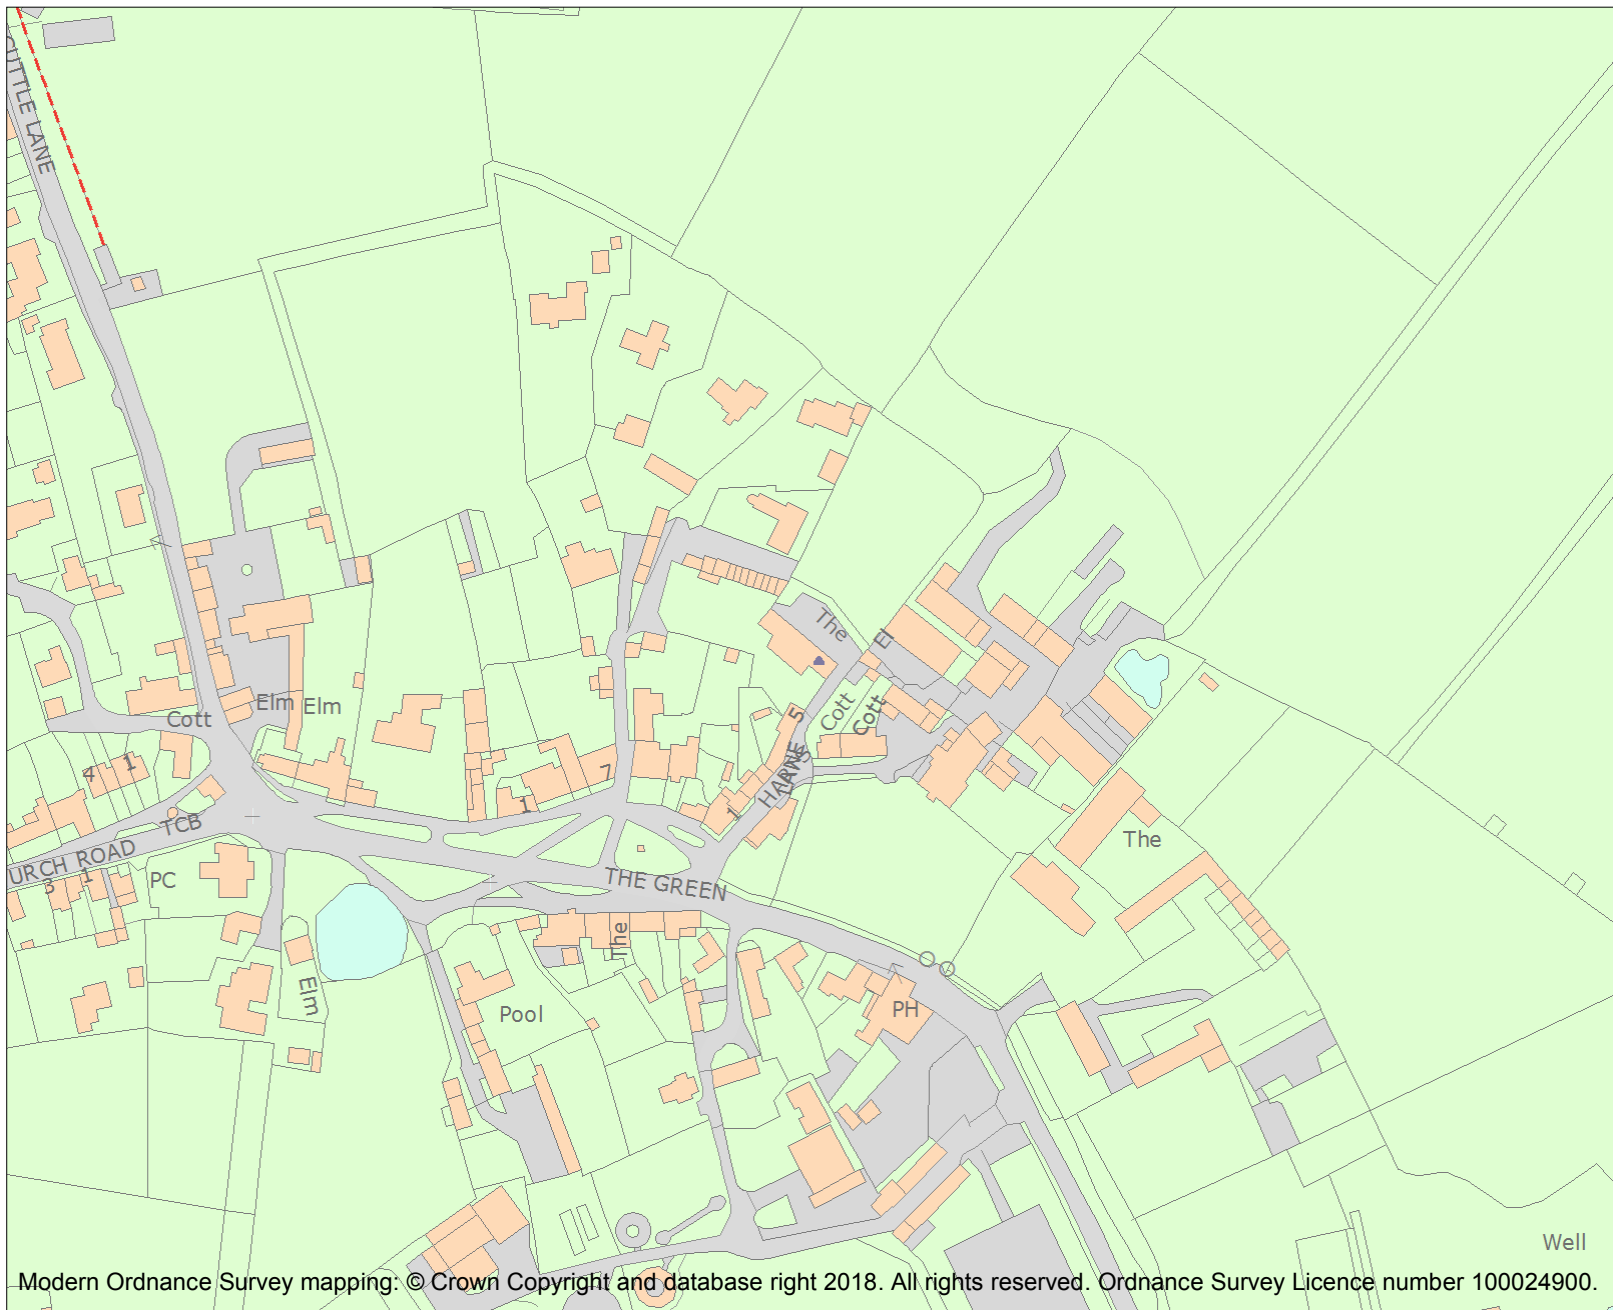 CUTTLE LANE
The
El
Elm
Elm
Cott
Cott
Cott
5
4
1
7
HARNE
LANE
1
1
TCB
The
URCH ROAD
3
1
PC
THE GREEN
The
Elm
Pool
PH
Well
Modern Ordnance Survey mapping: © Crown Copyright and database right 2018. All rights reserved. Ordnance Survey Licence number 100024900.